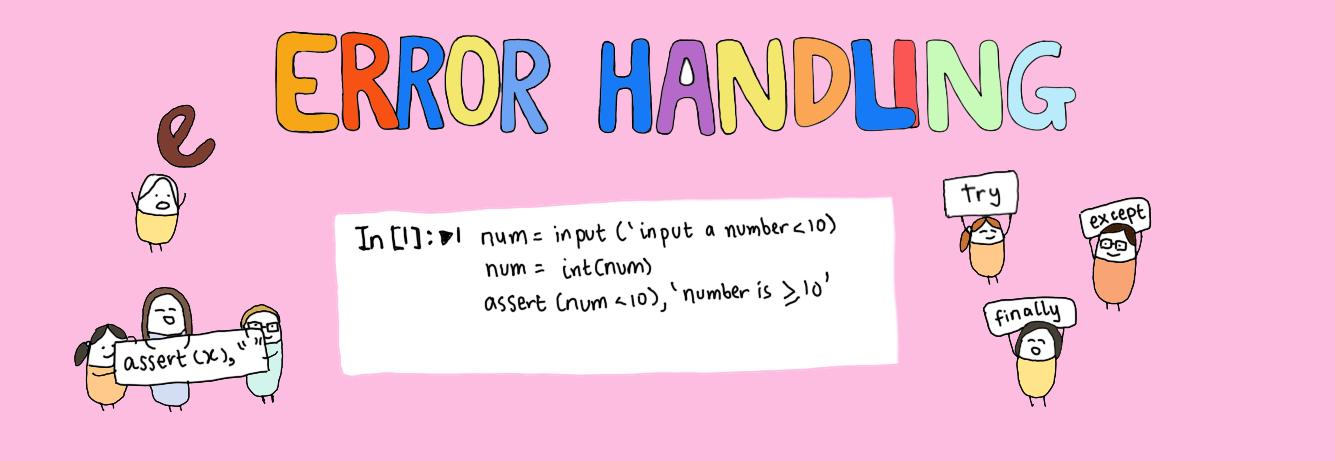 ERROR HANDLING
e
Try
except
In [1]: num = input ('input a number < 10)
num = int(num)
assert (num < 10), 'number is ≥ 10'
finally
assert (x), " "